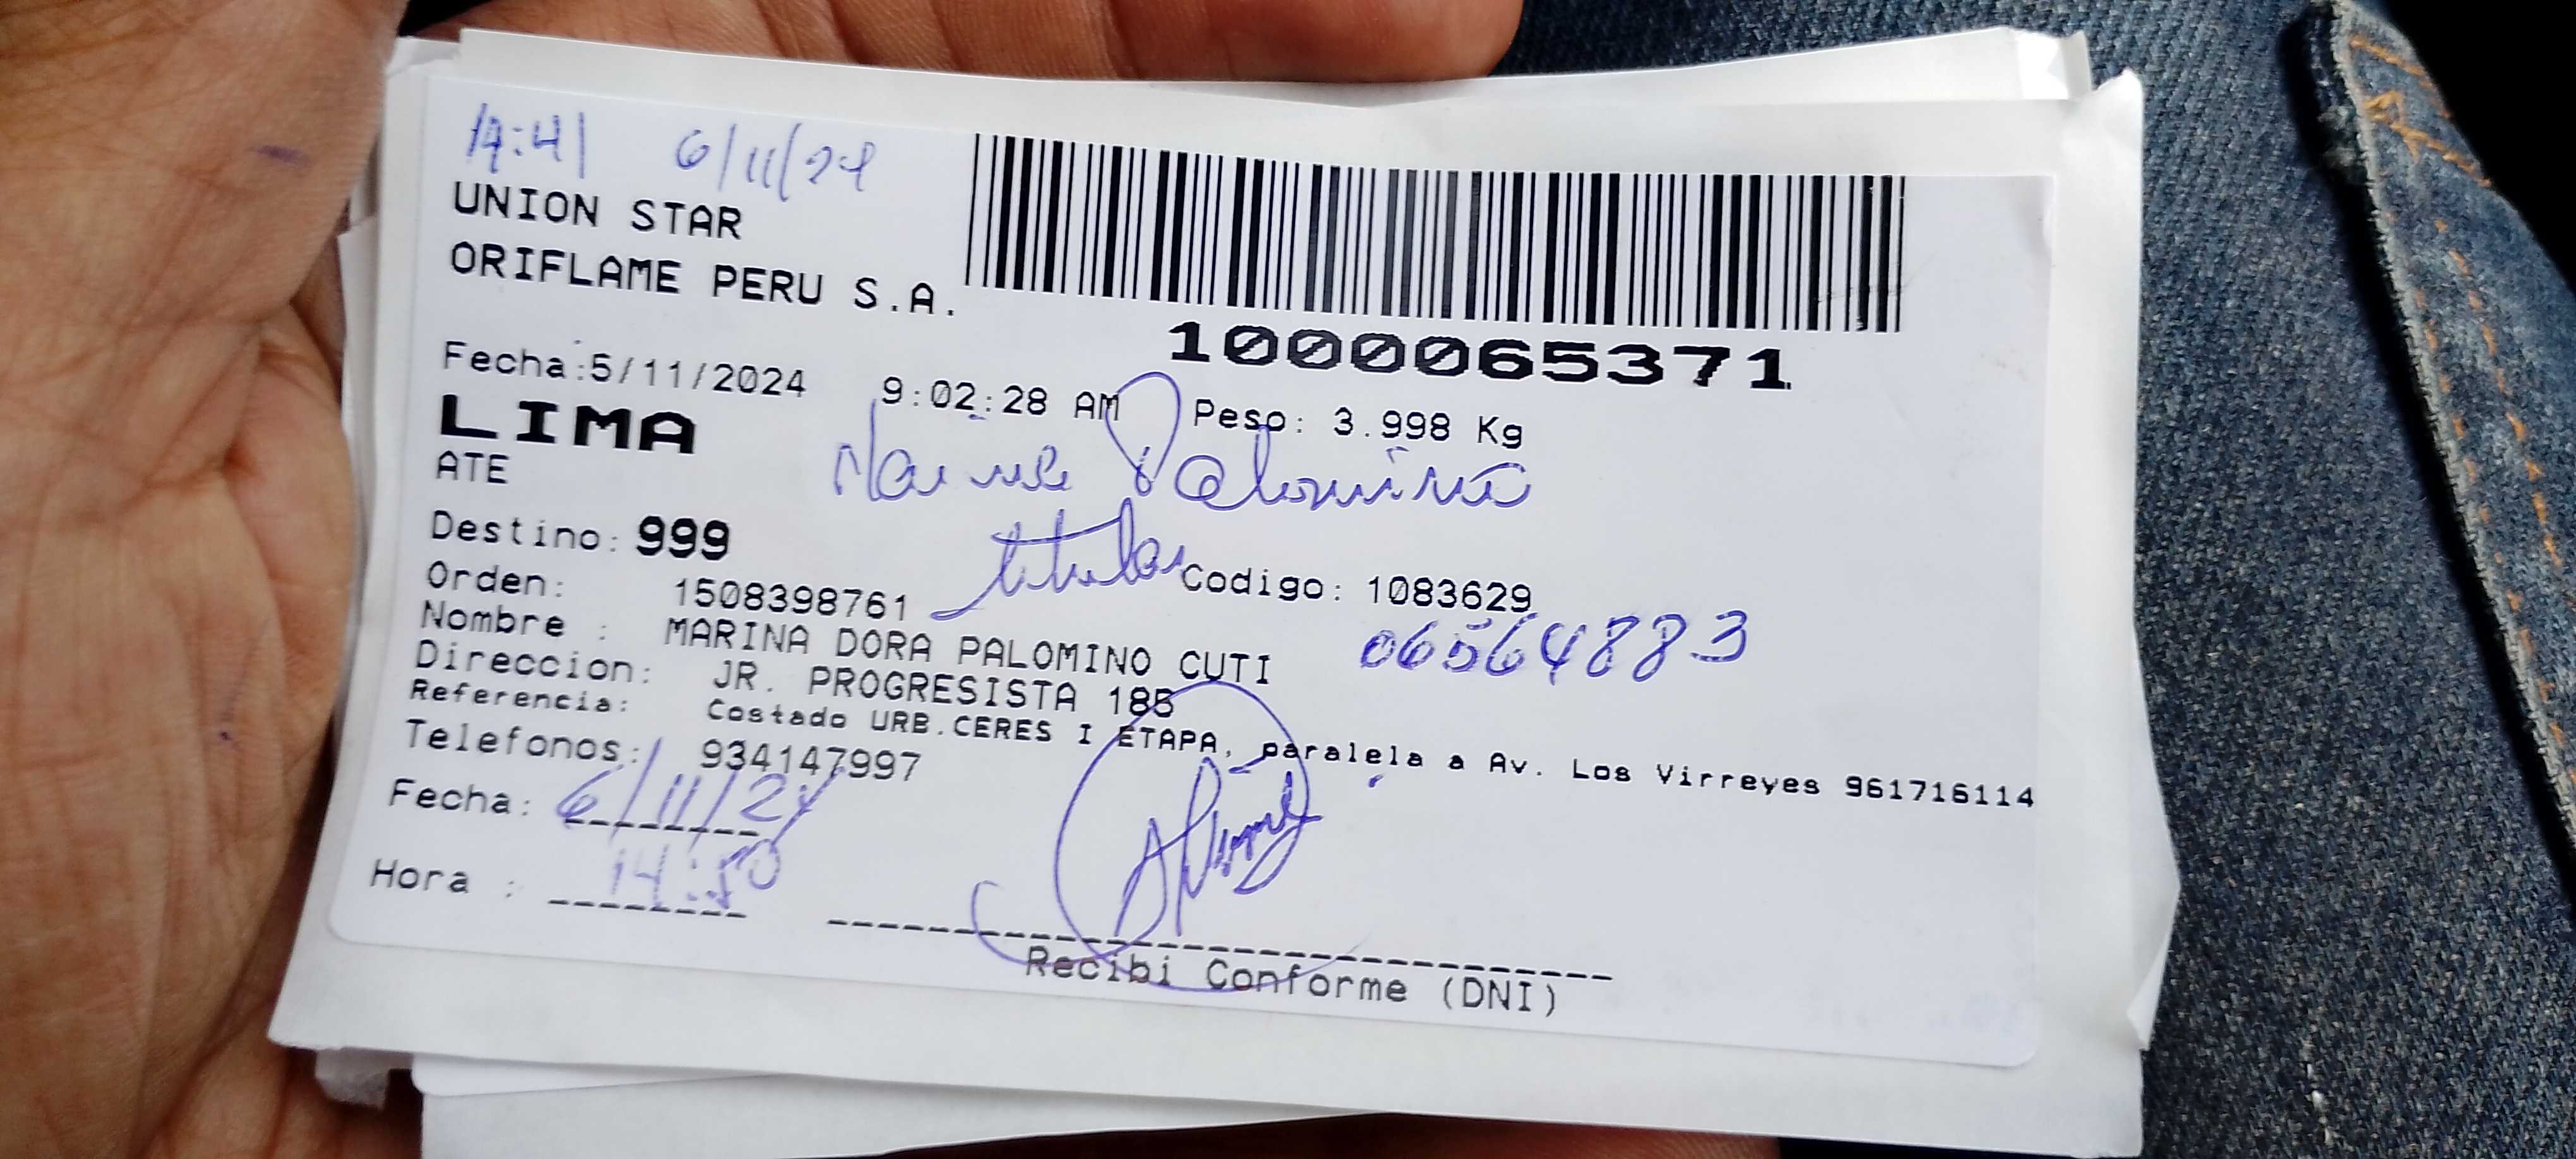 14:41 6/11/24
UNION STAR
ORIFLAME PERU S.A.
1000065371
Fecha:5/11/2024 9:02:28 AM Peso: 3.998 Kg
LIMA
ATE
Palomino
titular
Destino: 999
Orden: 1508398761 Codigo: 1083629
Nombre : MARINA DORA PALOMINO CUTI
06564883
Direccion: JR. PROGRESISTA 185
Referencia: Costado URB.CERES I ETAPA, paralela a Av. Los Virreyes 961716114
Telefonos: 934147997
Fecha: 6/11/24
Hora : 14:50
Recibi Conforme (DNI)